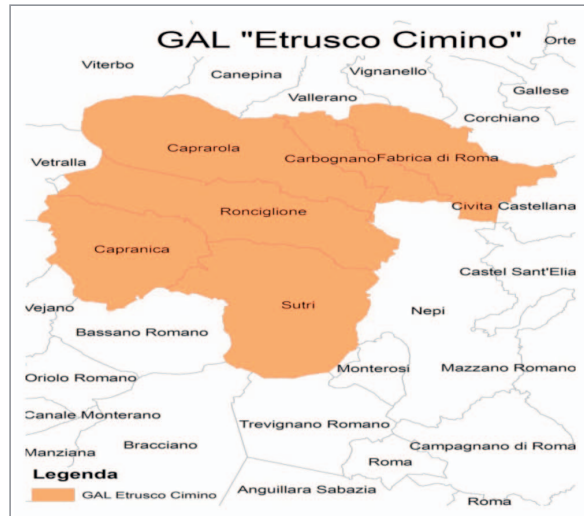 GAL "Etrusco Cimino"
Orte
Viterbo
Canepina
Vignanello
Gallese
Vallerano
Corchiano
Vetralla
Caprarola
Carbognano
Fabrica di Roma
Ronciglione
Civita Castellana
Capranica
Castel Sant'Elia
Vejano
Sutri
Nepi
Bassano Romano
Oriolo Romano
Monterosi
Mazzano Romano
Canale Monterano
Trevignano Romano
Manziana
Bracciano
Campagnano di Roma
Roma
Legenda
GAL Etrusco Cimino
Anguillara Sabazia
Roma